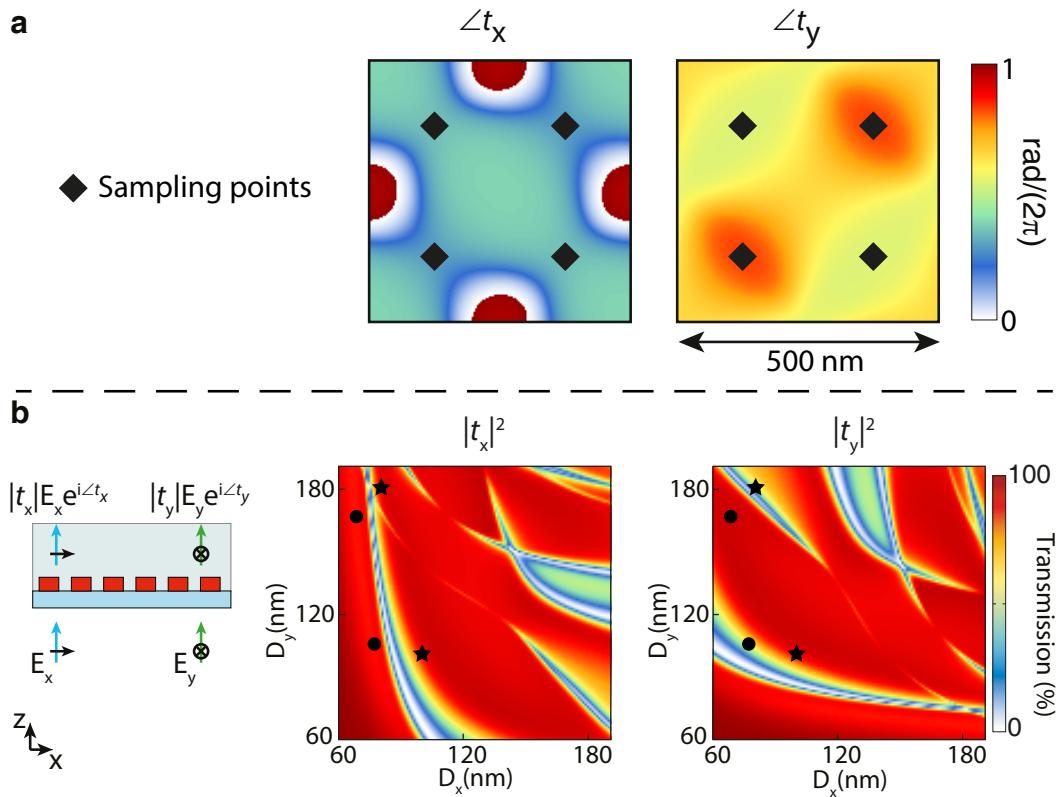 a
∠tx
∠ty
Sampling points
1
0
rad/(2π)
500 nm
b
|tx|²
|ty|²
|tx|Exe^i∠tx
|ty|Eye^i∠ty
Ex
Ey
z
x
180
120
60
Dy(nm)
60
120
180
Dx(nm)
180
120
60
Dy(nm)
60
120
180
Dx(nm)
100
0
Transmission (%)